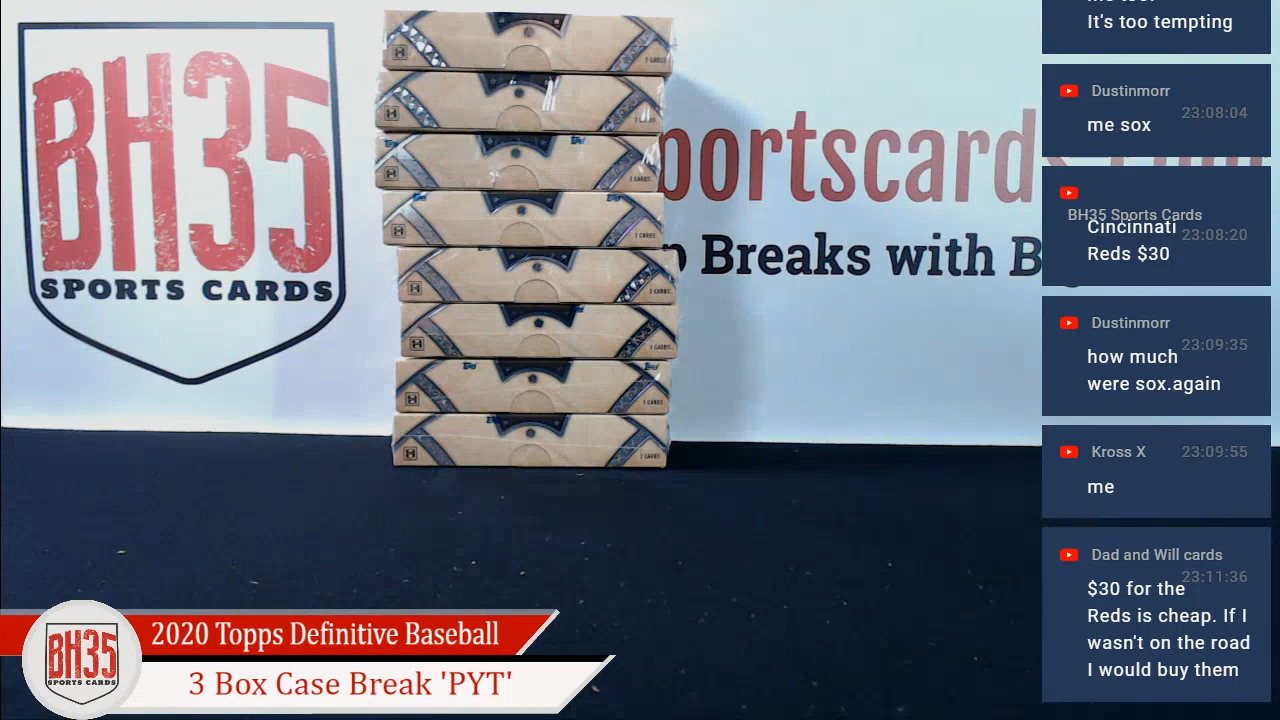 BH35
SPORTS CARDS
portscard
p Breaks with B
2 CARDS
It's too tempting
Dustinmorr
23:08:04
me sox
BH35 Sports Cards
23:08:20
Cincinnati
Reds $30
Dustinmorr
23:09:35
how much
were sox.again
Kross X
23:09:55
me
Dad and Will cards
23:11:36
$30 for the
Reds is cheap. If I
wasn't on the road
I would buy them
BH35
SPORTS CARDS
2020 Topps Definitive Baseball
3 Box Case Break 'PYT'